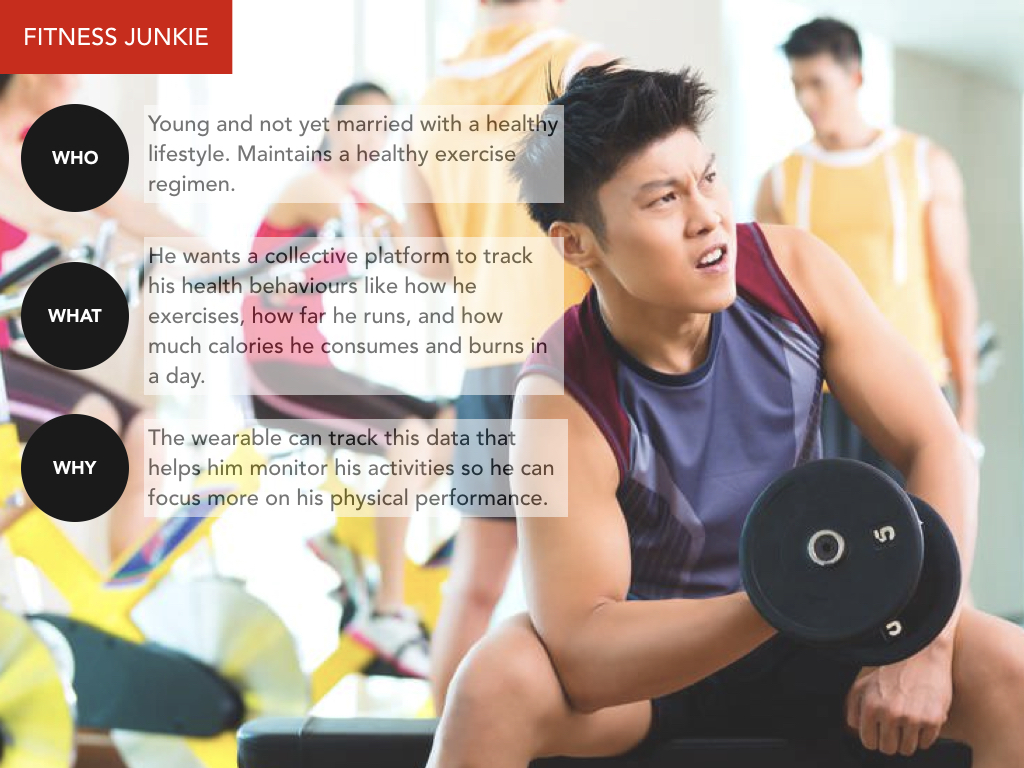 FITNESS JUNKIE
WHO
Young and not yet married with a healthy
lifestyle. Maintains a healthy exercise
regimen.
WHAT
He wants a collective platform to track
his health behaviours like how he
exercises, how far he runs, and how
much calories he consumes and burns in
a day.
WHY
The wearable can track this data that
helps him monitor his activities so he can
focus more on his physical performance.
5